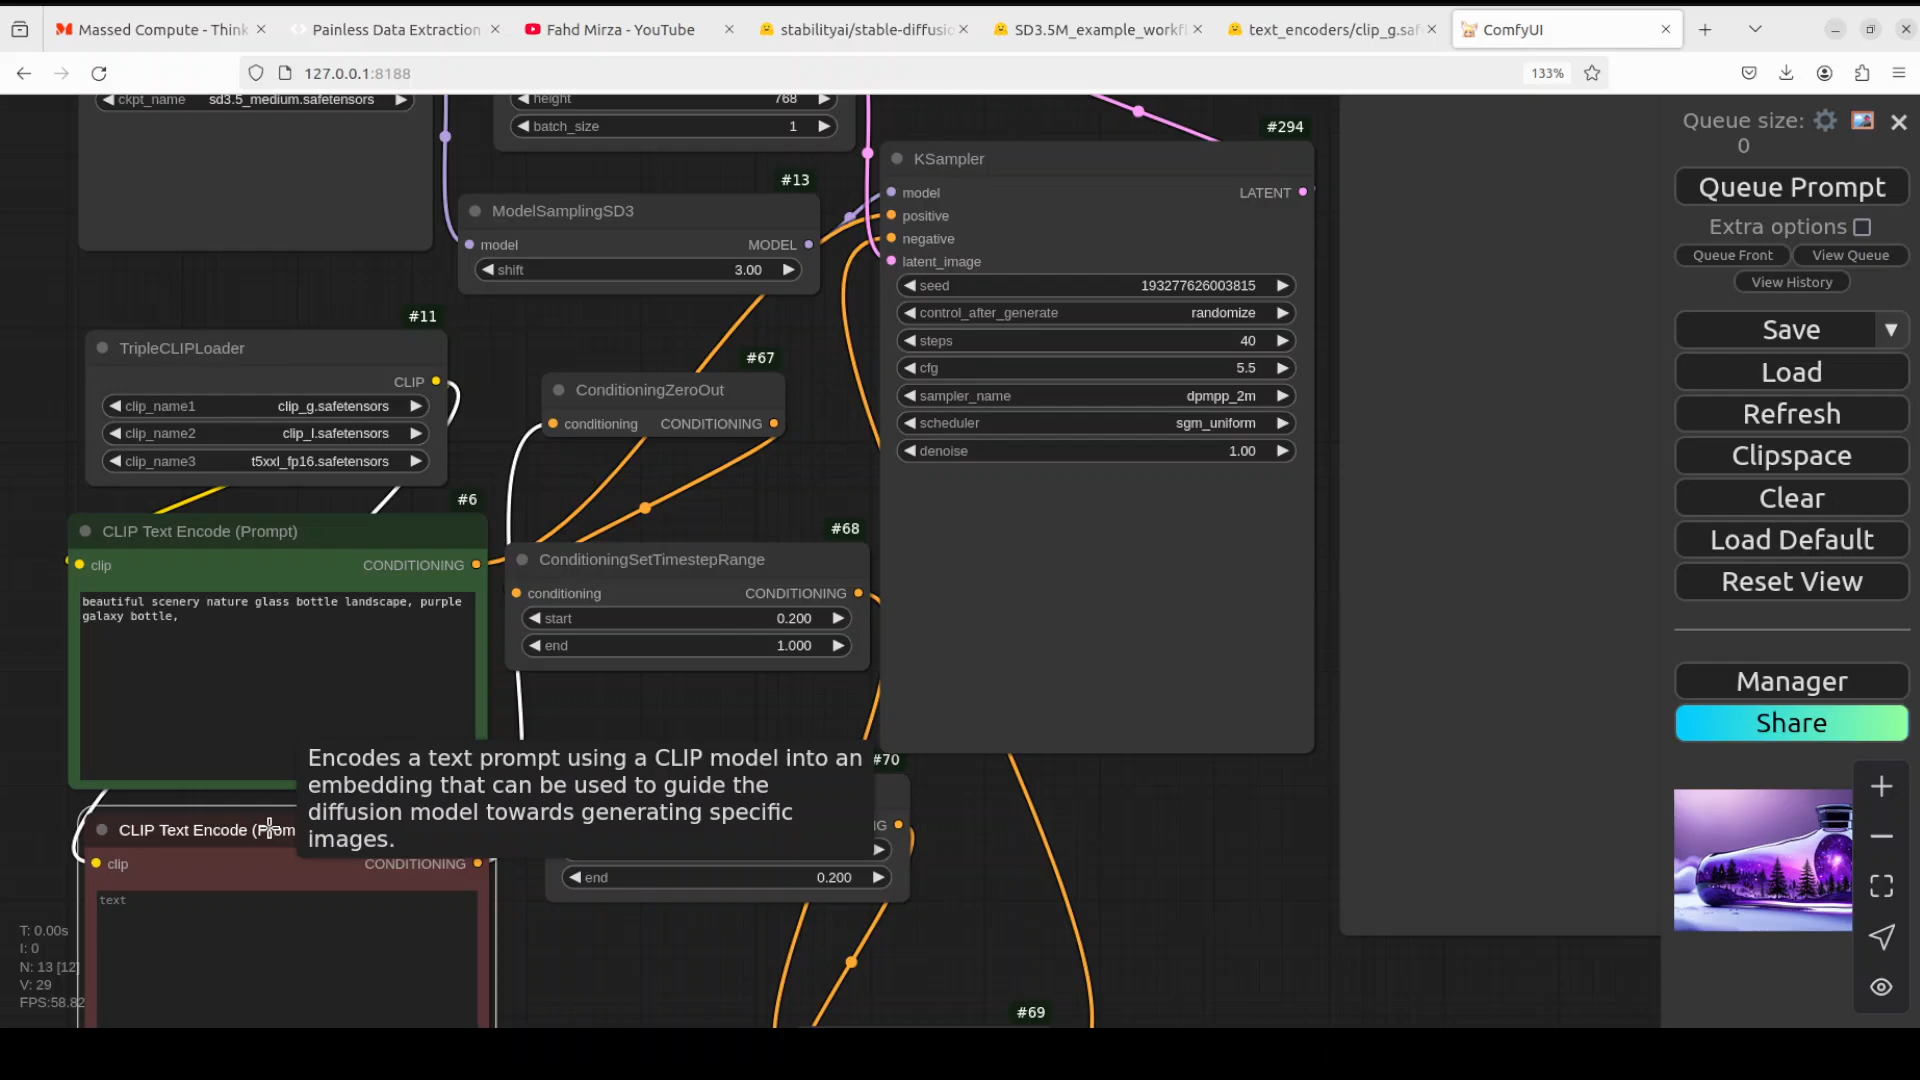 Massed Compute - Think
Painless Data Extraction
Fahd Mirza - YouTube
stabilityai/stable-diffusio
SD3.5M_example_workfl
text_encoders/clip_g.saf
ComfyUI
127.0.0.1:8188
133%
ckpt_name sd3.5_medium.safetensors
height 768
batch_size 1
#13
ModelSamplingSD3
model MODEL
shift 3.00
#294
KSampler
model LATENT
positive
negative
latent_image
seed 193277626003815
control_after_generate randomize
steps 40
cfg 5.5
sampler_name dpmpp_2m
scheduler sgm_uniform
denoise 1.00
#11
TripleCLIPLoader
CLIP
clip_name1 clip_g.safetensors
clip_name2 clip_l.safetensors
clip_name3 t5xxl_fp16.safetensors
#67
ConditioningZeroOut
conditioning CONDITIONING
#6
CLIP Text Encode (Prompt)
clip CONDITIONING
beautiful scenery nature glass bottle landscape, purple
galaxy bottle,
#68
ConditioningSetTimestepRange
conditioning CONDITIONING
start 0.200
end 1.000
Encodes a text prompt using a CLIP model into an
embedding that can be used to guide the
diffusion model towards generating specific
images.
#70
end 0.200
CLIP Text Encode (Prom
clip CONDITIONING
text
#69
T: 0.00s
I: 0
N: 13 [12]
V: 29
FPS:58.82
Queue size:
0
Queue Prompt
Extra options
Queue Front
View Queue
View History
Save
Load
Refresh
Clipspace
Clear
Load Default
Reset View
Manager
Share